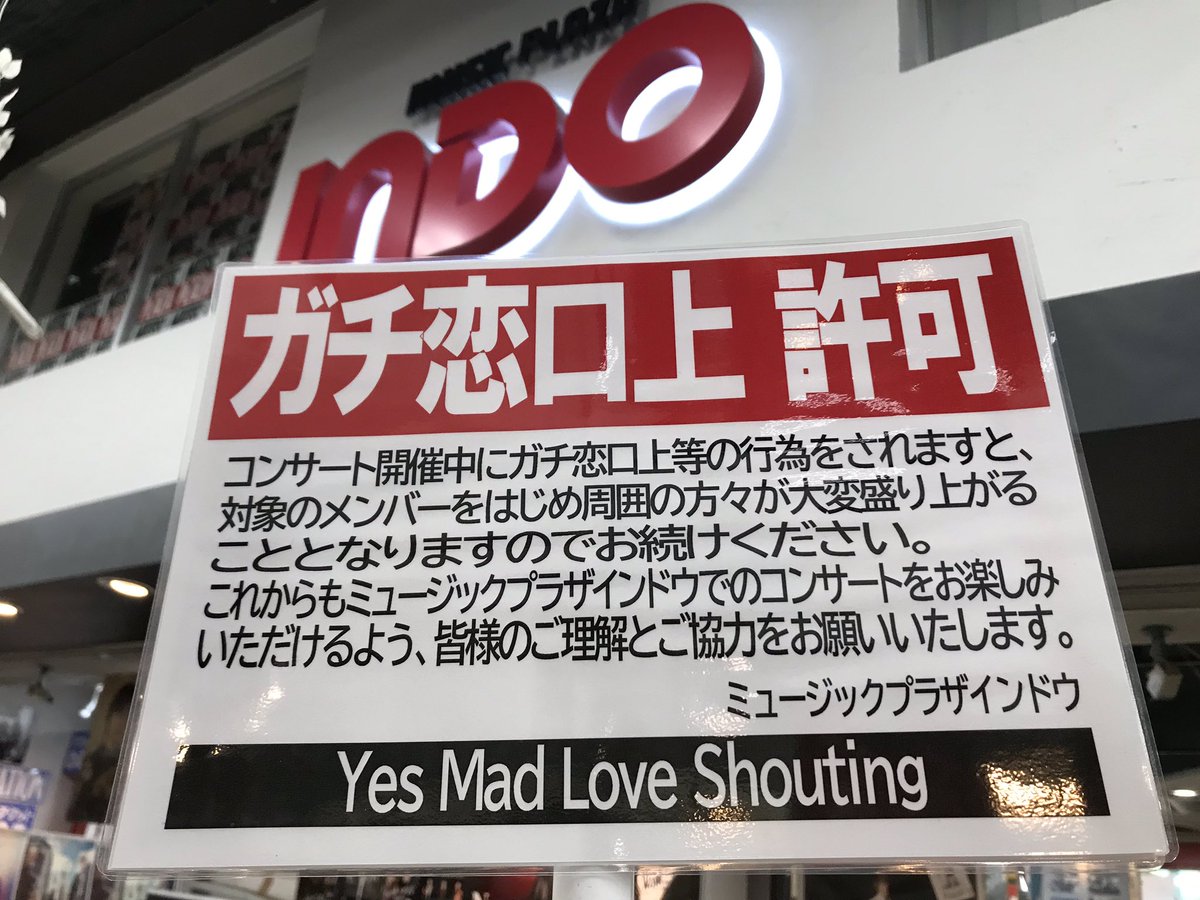 MUSIC PLAZA
INDO
ガチ恋口上 許可
コンサート開催中にガチ恋口上等の行為をされますと、
対象のメンバーをはじめ周囲の方々が大変盛り上がる
こととなりますのでお続けください。
これからもミュージックプラザインドウでのコンサートをお楽しみ
いただけるよう、皆様のご理解とご協力をお願いいたします。
ミュージックプラザインドウ
Yes Mad Love Shouting